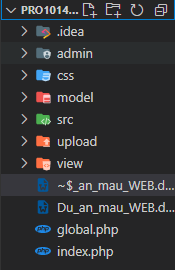 PRO1014...
.idea
admin
css
model
src
upload
view
~$_an_mau_WEB.d...
Du_an_mau_WEB.d...
global.php
index.php